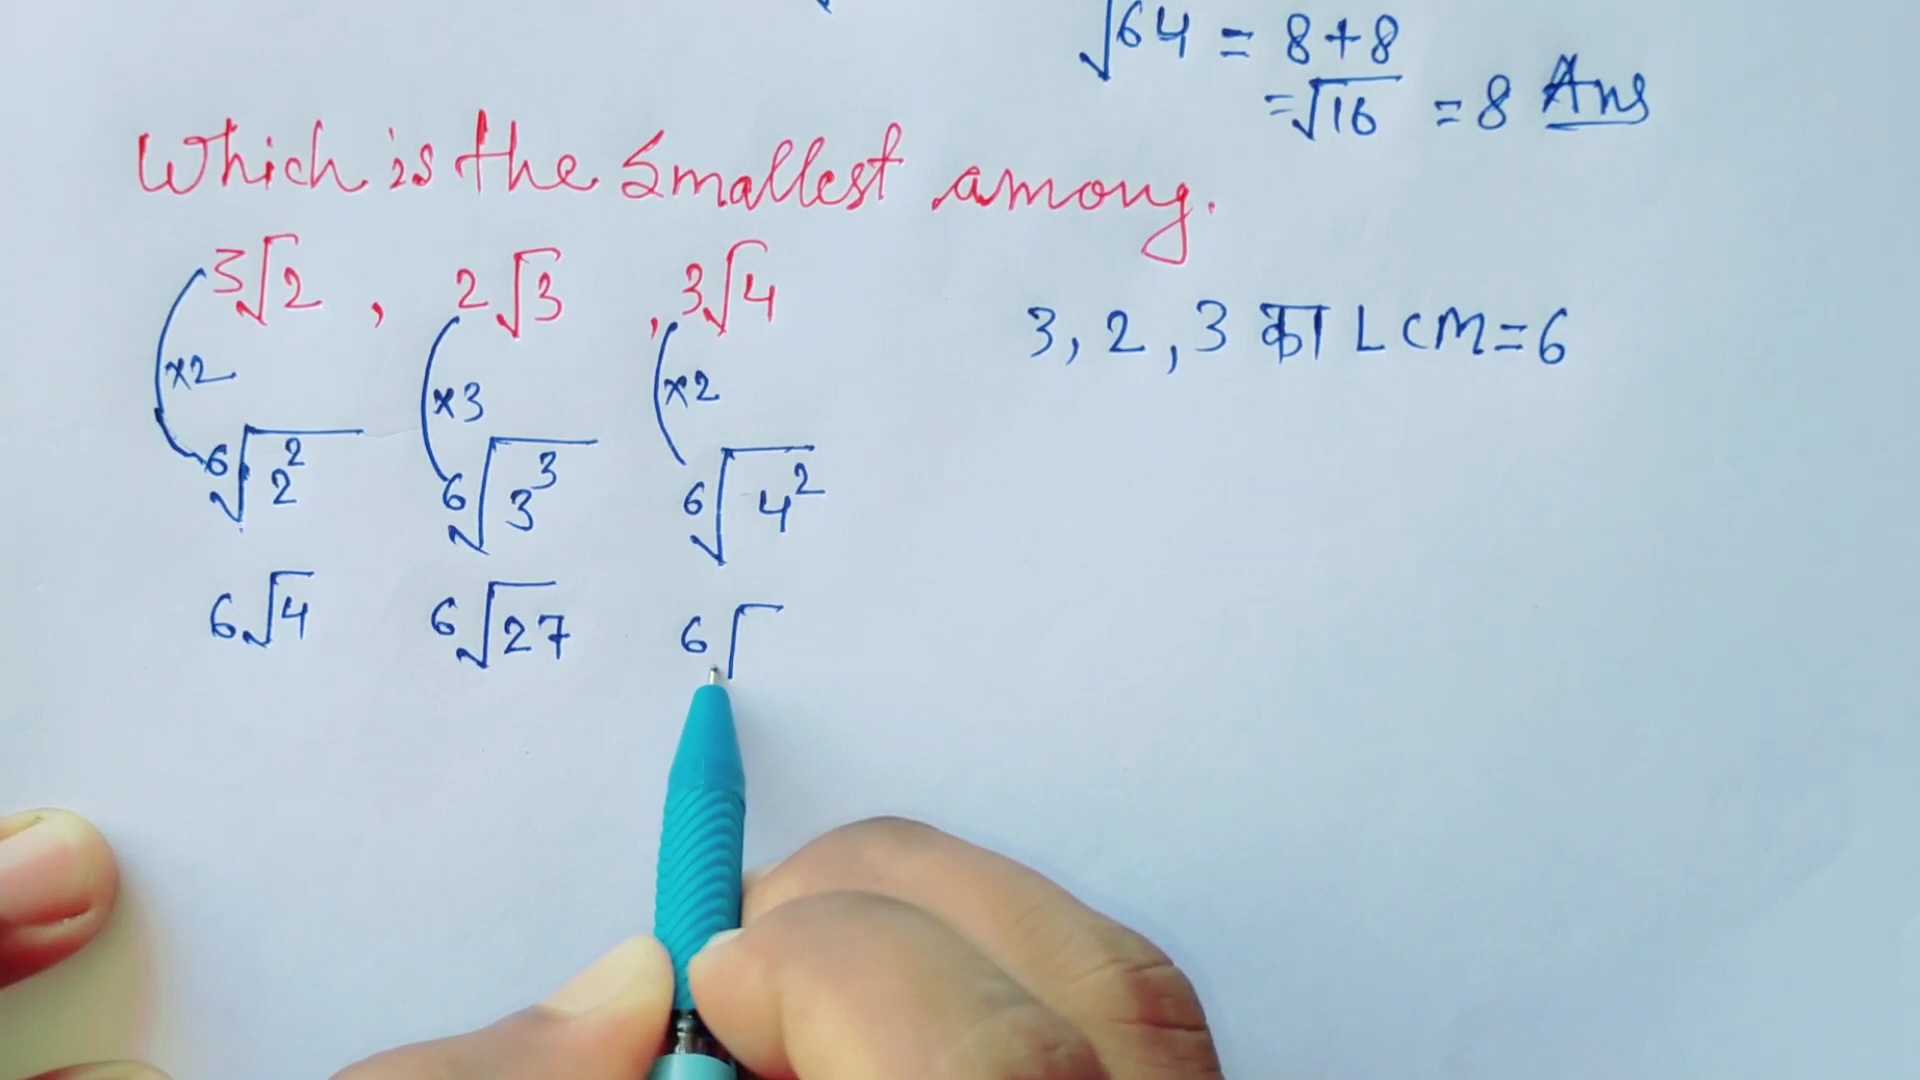 √64 = 8+8
=√16 = 8 Ans
Which is the smallest among.
³√2 , ²√3 , ³√4
3, 2, 3 का LCM=6
×2 ×3 ×2
⁶√2² ⁶√3³ ⁶√4²
⁶√4 ⁶√27 ⁶√